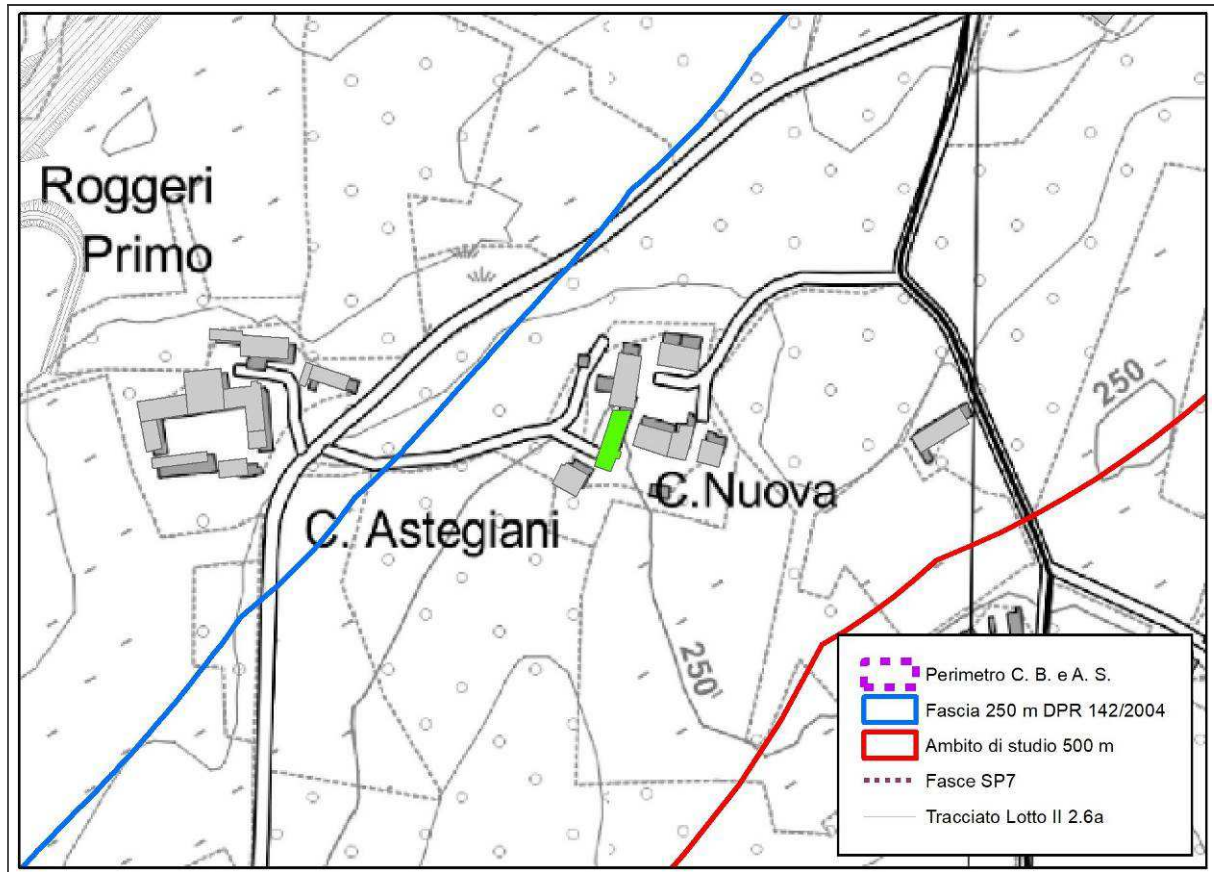 Roggeri
Primo
250
C. Nuova
C. Astegiani
250
Perimetro C. B. e A. S.
Fascia 250 m DPR 142/2004
Ambito di studio 500 m
Fasce SP7
Tracciato Lotto II 2.6a